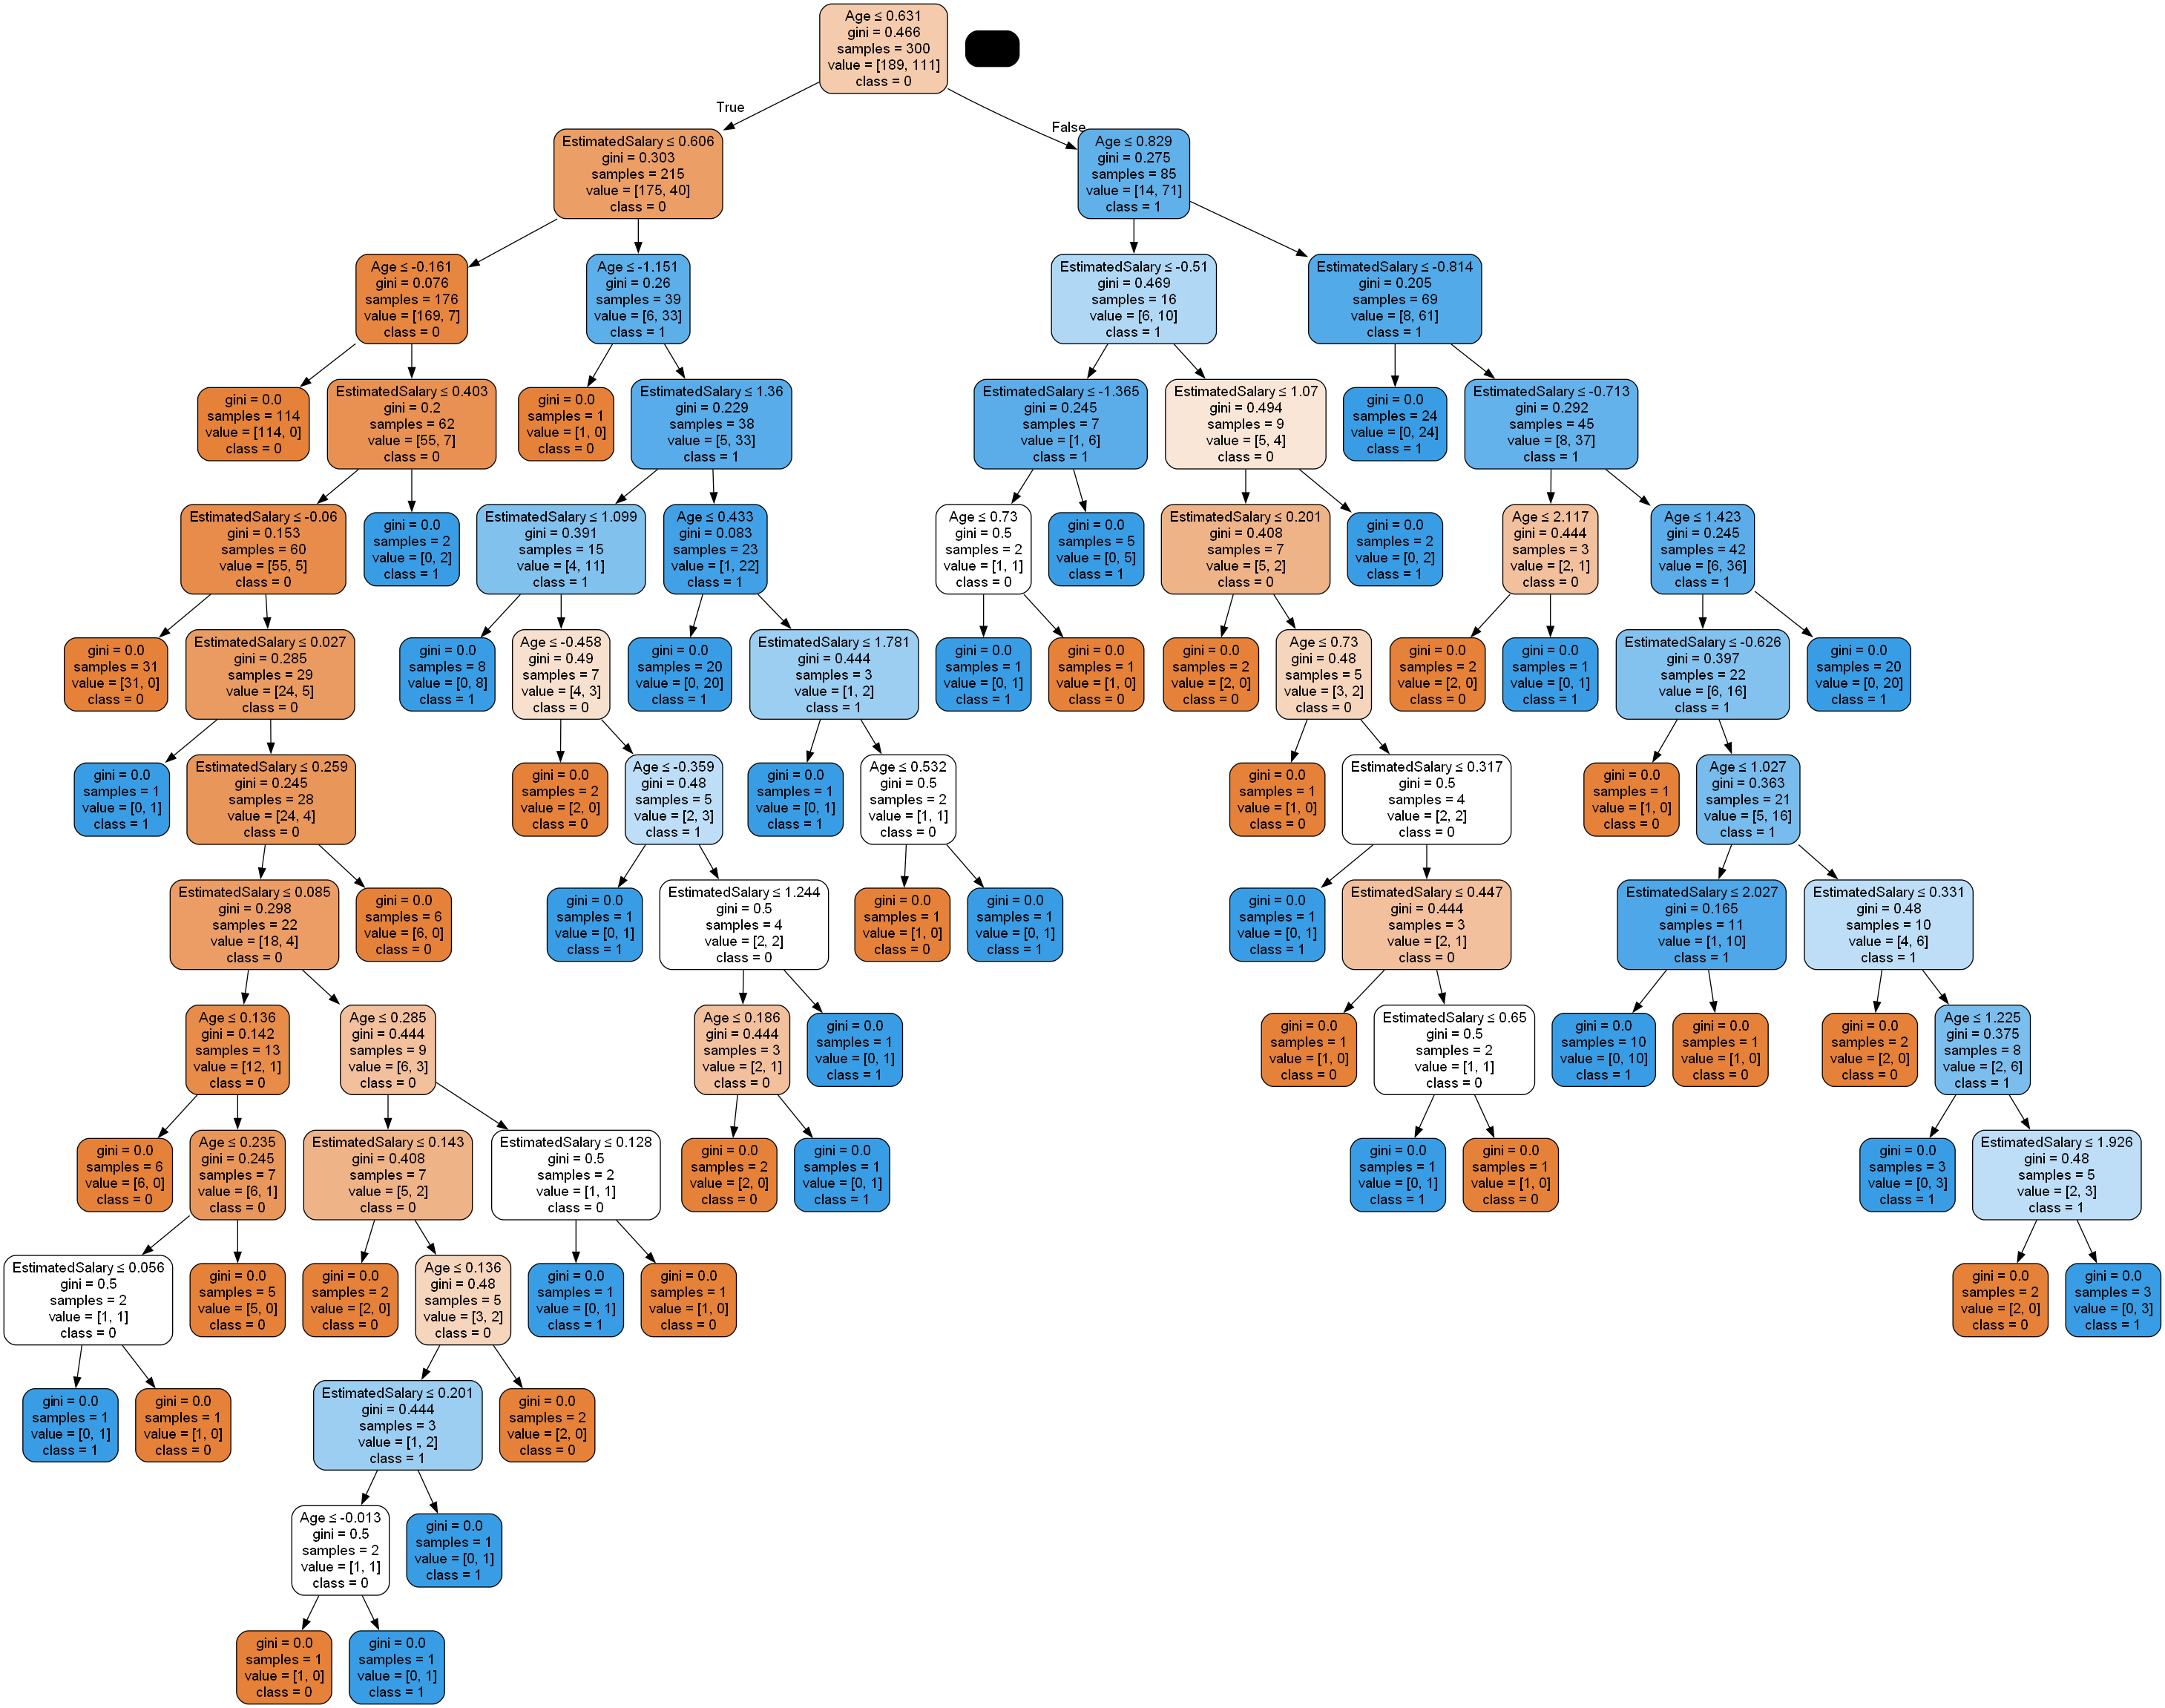 Age ≤ 0.631
gini = 0.466
samples = 300
value = [189, 111]
class = 0
True
False
EstimatedSalary ≤ 0.606
gini = 0.303
samples = 215
value = [175, 40]
class = 0
Age ≤ 0.829
gini = 0.275
samples = 85
value = [14, 71]
class = 1
Age ≤ -0.161
gini = 0.076
samples = 176
value = [169, 7]
class = 0
Age ≤ -1.151
gini = 0.26
samples = 39
value = [6, 33]
class = 1
EstimatedSalary ≤ -0.51
gini = 0.469
samples = 16
value = [6, 10]
class = 1
EstimatedSalary ≤ -0.814
gini = 0.205
samples = 69
value = [8, 61]
class = 1
gini = 0.0
samples = 114
value = [114, 0]
class = 0
EstimatedSalary ≤ 0.403
gini = 0.2
samples = 62
value = [55, 7]
class = 0
gini = 0.0
samples = 1
value = [1, 0]
class = 0
EstimatedSalary ≤ 1.36
gini = 0.229
samples = 38
value = [5, 33]
class = 1
EstimatedSalary ≤ -1.365
gini = 0.245
samples = 7
value = [1, 6]
class = 1
EstimatedSalary ≤ 1.07
gini = 0.494
samples = 9
value = [5, 4]
class = 0
gini = 0.0
samples = 24
value = [0, 24]
class = 1
EstimatedSalary ≤ -0.713
gini = 0.292
samples = 45
value = [8, 37]
class = 1
EstimatedSalary ≤ -0.06
gini = 0.153
samples = 60
value = [55, 5]
class = 0
gini = 0.0
samples = 2
value = [0, 2]
class = 1
EstimatedSalary ≤ 1.099
gini = 0.391
samples = 15
value = [4, 11]
class = 1
Age ≤ 0.433
gini = 0.083
samples = 23
value = [1, 22]
class = 1
Age ≤ 0.73
gini = 0.5
samples = 2
value = [1, 1]
class = 0
gini = 0.0
samples = 5
value = [0, 5]
class = 1
EstimatedSalary ≤ 0.201
gini = 0.408
samples = 7
value = [5, 2]
class = 0
gini = 0.0
samples = 2
value = [0, 2]
class = 1
Age ≤ 2.117
gini = 0.444
samples = 3
value = [2, 1]
class = 0
Age ≤ 1.423
gini = 0.245
samples = 42
value = [6, 36]
class = 1
gini = 0.0
samples = 31
value = [31, 0]
class = 0
EstimatedSalary ≤ 0.027
gini = 0.285
samples = 29
value = [24, 5]
class = 0
gini = 0.0
samples = 8
value = [0, 8]
class = 1
Age ≤ -0.458
gini = 0.49
samples = 7
value = [4, 3]
class = 0
gini = 0.0
samples = 20
value = [0, 20]
class = 1
EstimatedSalary ≤ 1.781
gini = 0.444
samples = 3
value = [1, 2]
class = 1
gini = 0.0
samples = 1
value = [0, 1]
class = 1
gini = 0.0
samples = 1
value = [1, 0]
class = 0
gini = 0.0
samples = 2
value = [2, 0]
class = 0
Age ≤ 0.73
gini = 0.48
samples = 5
value = [3, 2]
class = 0
gini = 0.0
samples = 2
value = [2, 0]
class = 0
gini = 0.0
samples = 1
value = [0, 1]
class = 1
EstimatedSalary ≤ -0.626
gini = 0.397
samples = 22
value = [6, 16]
class = 1
gini = 0.0
samples = 20
value = [0, 20]
class = 1
gini = 0.0
samples = 1
value = [0, 1]
class = 1
EstimatedSalary ≤ 0.259
gini = 0.245
samples = 28
value = [24, 4]
class = 0
gini = 0.0
samples = 2
value = [2, 0]
class = 0
Age ≤ -0.359
gini = 0.48
samples = 5
value = [2, 3]
class = 1
gini = 0.0
samples = 1
value = [0, 1]
class = 1
Age ≤ 0.532
gini = 0.5
samples = 2
value = [1, 1]
class = 0
gini = 0.0
samples = 1
value = [1, 0]
class = 0
EstimatedSalary ≤ 0.317
gini = 0.5
samples = 4
value = [2, 2]
class = 0
gini = 0.0
samples = 1
value = [1, 0]
class = 0
Age ≤ 1.027
gini = 0.363
samples = 21
value = [5, 16]
class = 1
EstimatedSalary ≤ 0.085
gini = 0.298
samples = 22
value = [18, 4]
class = 0
gini = 0.0
samples = 6
value = [6, 0]
class = 0
gini = 0.0
samples = 1
value = [0, 1]
class = 1
EstimatedSalary ≤ 1.244
gini = 0.5
samples = 4
value = [2, 2]
class = 0
gini = 0.0
samples = 1
value = [1, 0]
class = 0
gini = 0.0
samples = 1
value = [0, 1]
class = 1
gini = 0.0
samples = 1
value = [0, 1]
class = 1
EstimatedSalary ≤ 0.447
gini = 0.444
samples = 3
value = [2, 1]
class = 0
EstimatedSalary ≤ 2.027
gini = 0.165
samples = 11
value = [1, 10]
class = 1
EstimatedSalary ≤ 0.331
gini = 0.48
samples = 10
value = [4, 6]
class = 1
Age ≤ 0.136
gini = 0.142
samples = 13
value = [12, 1]
class = 0
Age ≤ 0.285
gini = 0.444
samples = 9
value = [6, 3]
class = 0
Age ≤ 0.186
gini = 0.444
samples = 3
value = [2, 1]
class = 0
gini = 0.0
samples = 1
value = [0, 1]
class = 1
gini = 0.0
samples = 1
value = [1, 0]
class = 0
EstimatedSalary ≤ 0.65
gini = 0.5
samples = 2
value = [1, 1]
class = 0
gini = 0.0
samples = 10
value = [0, 10]
class = 1
gini = 0.0
samples = 1
value = [1, 0]
class = 0
gini = 0.0
samples = 2
value = [2, 0]
class = 0
Age ≤ 1.225
gini = 0.375
samples = 8
value = [2, 6]
class = 1
gini = 0.0
samples = 6
value = [6, 0]
class = 0
Age ≤ 0.235
gini = 0.245
samples = 7
value = [6, 1]
class = 0
EstimatedSalary ≤ 0.143
gini = 0.408
samples = 7
value = [5, 2]
class = 0
EstimatedSalary ≤ 0.128
gini = 0.5
samples = 2
value = [1, 1]
class = 0
gini = 0.0
samples = 2
value = [2, 0]
class = 0
gini = 0.0
samples = 1
value = [0, 1]
class = 1
gini = 0.0
samples = 1
value = [0, 1]
class = 1
gini = 0.0
samples = 1
value = [1, 0]
class = 0
gini = 0.0
samples = 3
value = [0, 3]
class = 1
EstimatedSalary ≤ 1.926
gini = 0.48
samples = 5
value = [2, 3]
class = 1
EstimatedSalary ≤ 0.056
gini = 0.5
samples = 2
value = [1, 1]
class = 0
gini = 0.0
samples = 5
value = [5, 0]
class = 0
gini = 0.0
samples = 2
value = [2, 0]
class = 0
Age ≤ 0.136
gini = 0.48
samples = 5
value = [3, 2]
class = 0
gini = 0.0
samples = 1
value = [0, 1]
class = 1
gini = 0.0
samples = 1
value = [1, 0]
class = 0
gini = 0.0
samples = 2
value = [2, 0]
class = 0
gini = 0.0
samples = 3
value = [0, 3]
class = 1
gini = 0.0
samples = 1
value = [0, 1]
class = 1
gini = 0.0
samples = 1
value = [1, 0]
class = 0
EstimatedSalary ≤ 0.201
gini = 0.444
samples = 3
value = [1, 2]
class = 1
gini = 0.0
samples = 2
value = [2, 0]
class = 0
Age ≤ -0.013
gini = 0.5
samples = 2
value = [1, 1]
class = 0
gini = 0.0
samples = 1
value = [0, 1]
class = 1
gini = 0.0
samples = 1
value = [1, 0]
class = 0
gini = 0.0
samples = 1
value = [0, 1]
class = 1